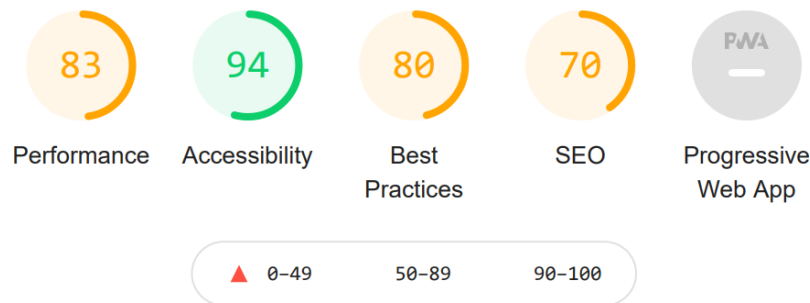 83
94
80
70
PWA
Performance
Accessibility
Best
Practices
SEO
Progressive
Web App
0–49
50–89
90–100